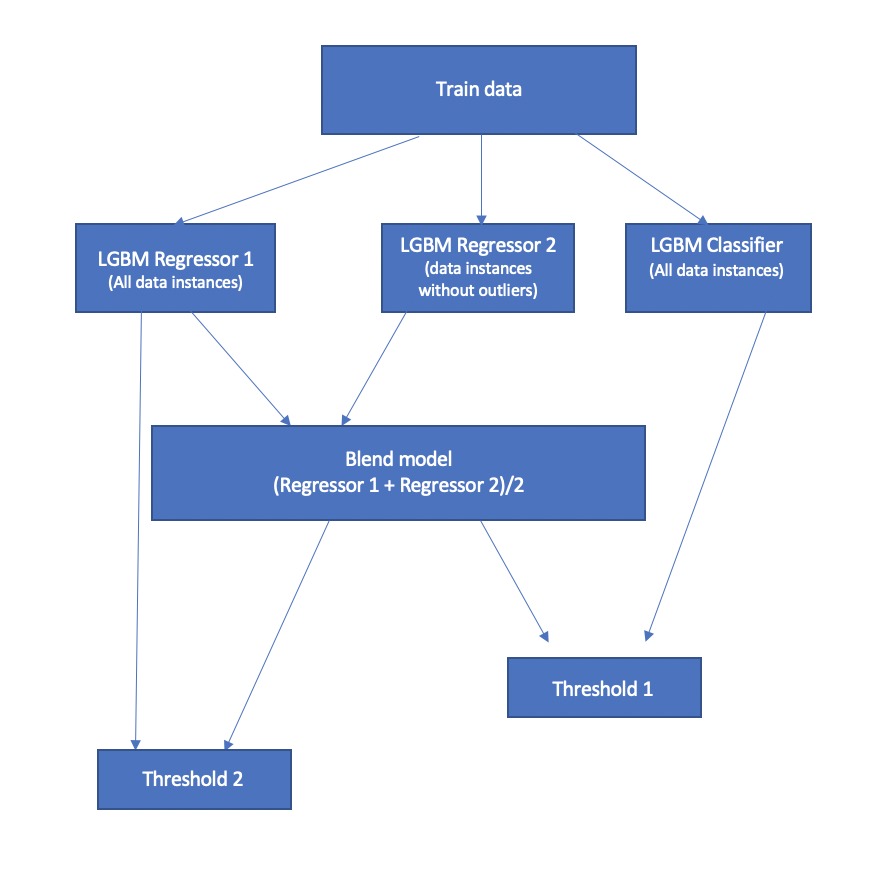 Train data
LGBM Regressor 1
(All data instances)
LGBM Regressor 2
(data instances
without outliers)
LGBM Classifier
(All data instances)
Blend model
(Regressor 1 + Regressor 2)/2
Threshold 1
Threshold 2